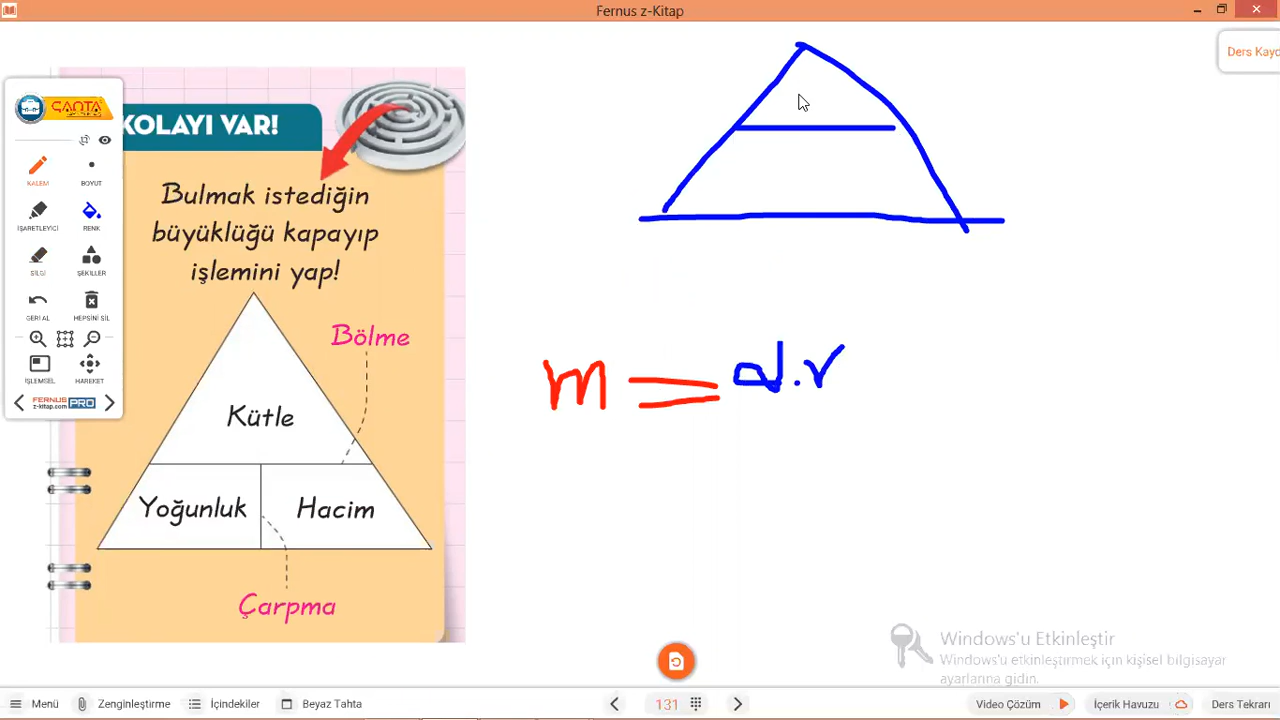 Fernus z-Kitap
Ders Kayd
ÇANTA
KALEM
BOYUT
İŞARETLEYİCİ
RENK
SİLGİ
ŞEKİLLER
GERİ AL
HEPSİNİ SİL
İŞLEMSEL
HAREKET
FERNUS PRO
z-kitap.com
KOLAYI VAR!
Bulmak istediğin
büyüklüğü kapayıp
işlemini yap!
Bölme
Kütle
Yoğunluk
Hacim
Çarpma
m = d.v
Windows'u Etkinleştir
Windows'u etkinleştirmek için kişisel bilgisayar
ayarlarına gidin.
Menü
Zenginleştirme
İçindekiler
Beyaz Tahta
131
Video Çözüm
İçerik Havuzu
Ders Tekrarı